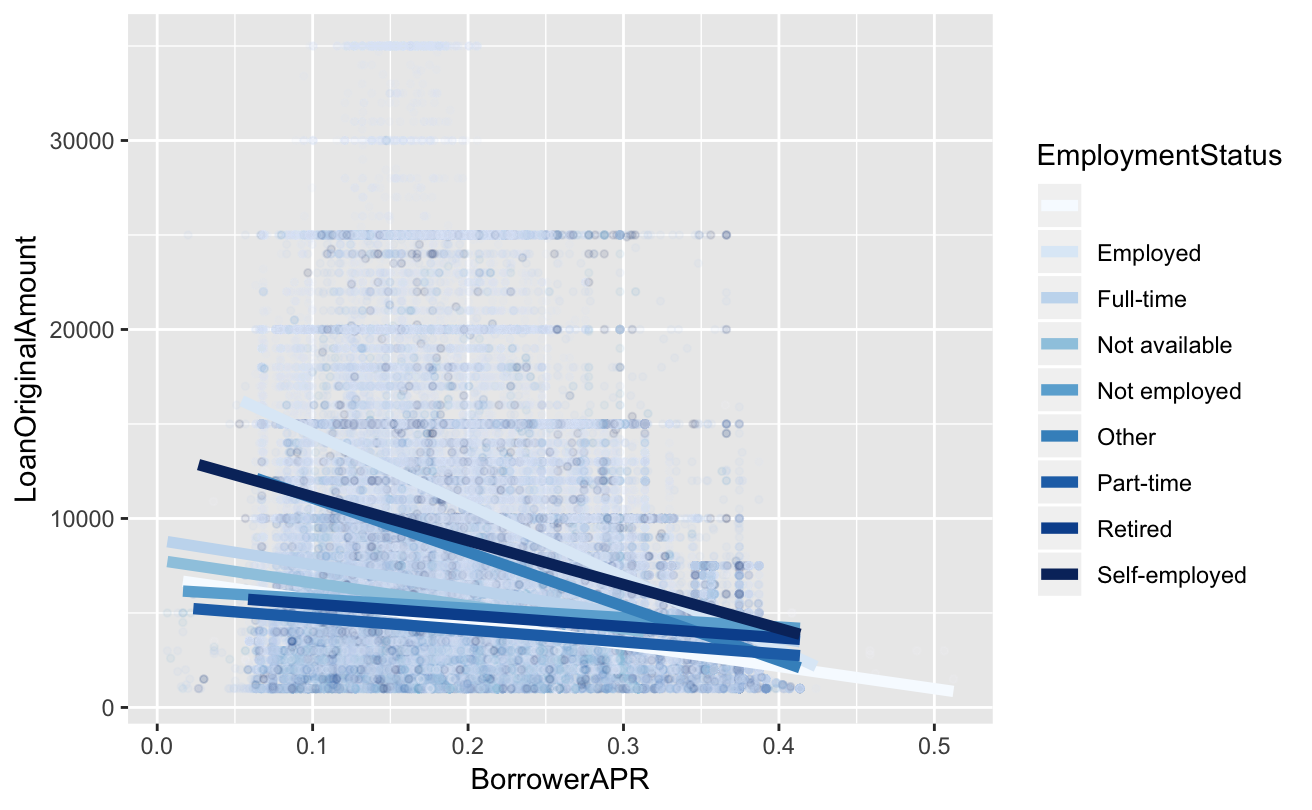 LoanOriginalAmount
30000
20000
10000
0
0.0 0.1 0.2 0.3 0.4 0.5
BorrowerAPR
EmploymentStatus
Employed
Full-time
Not available
Not employed
Other
Part-time
Retired
Self-employed